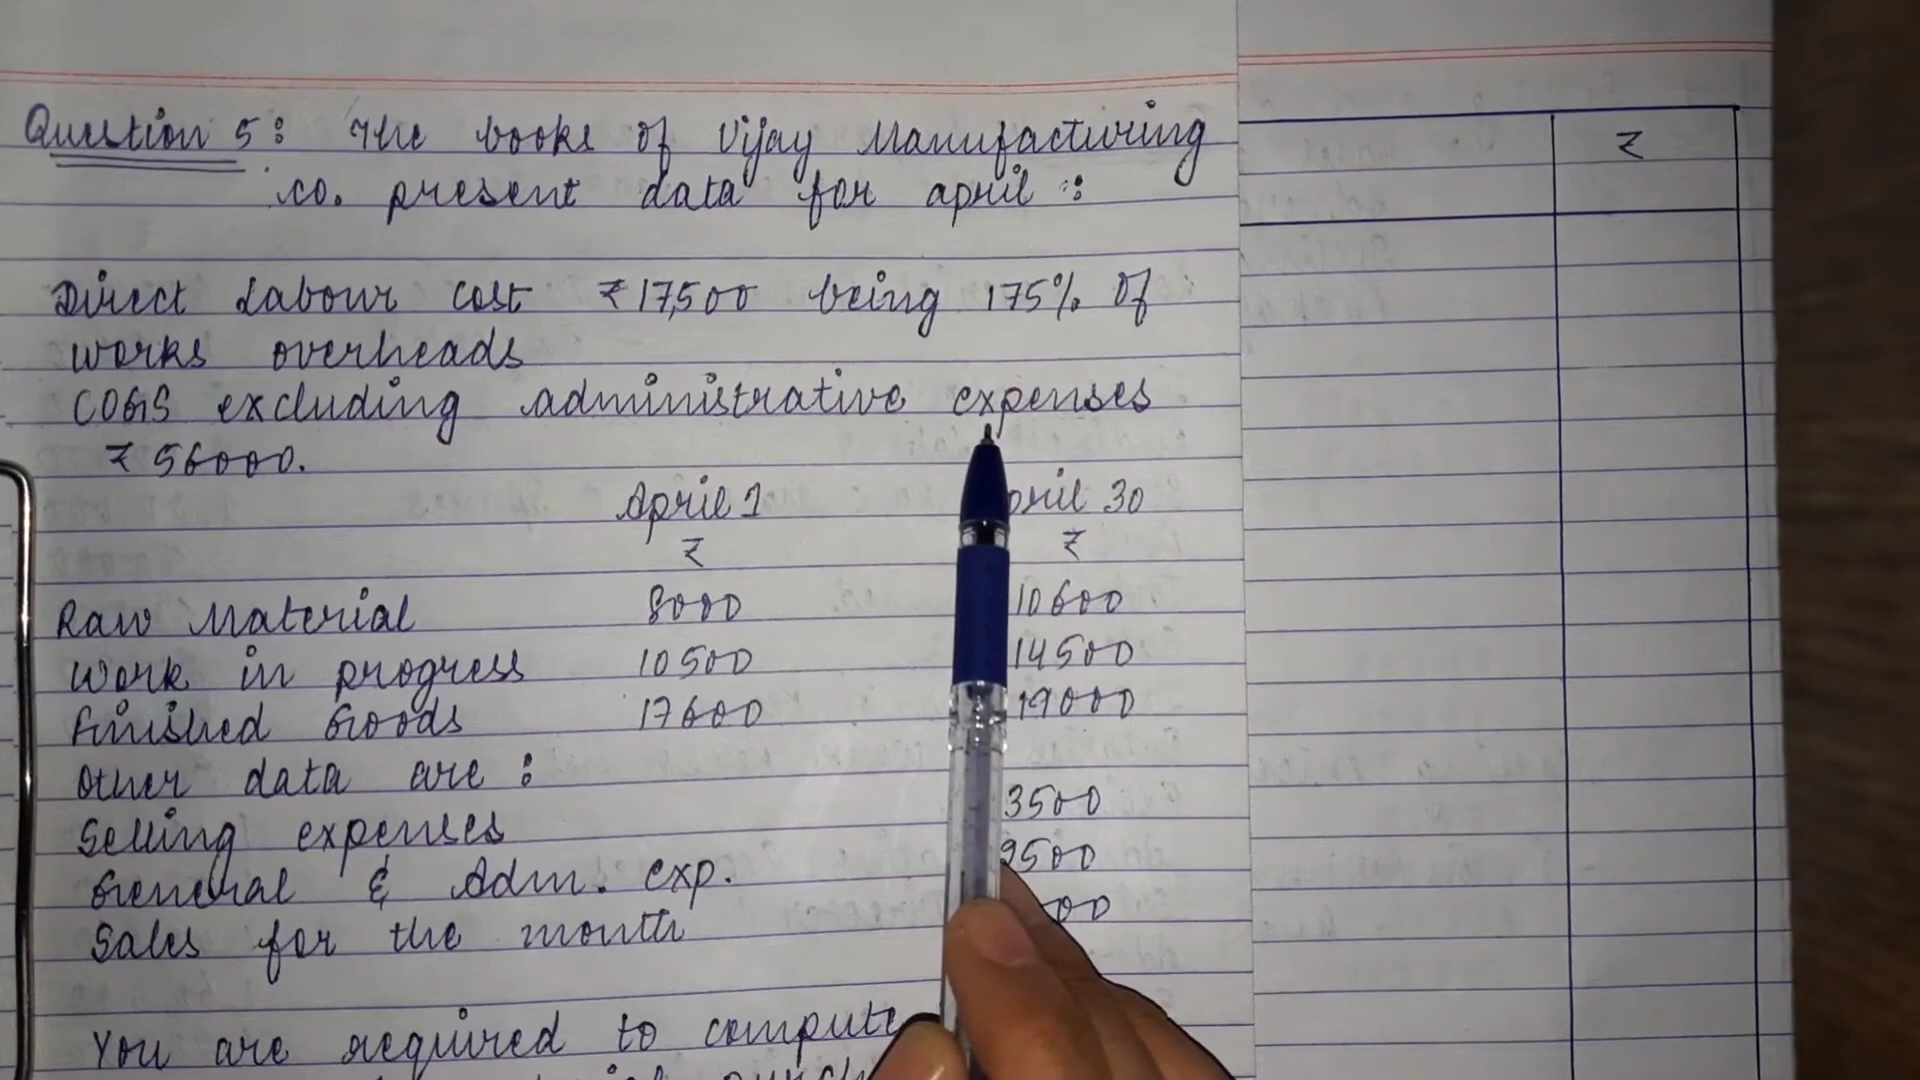 Question 5: The books of Vijay Manufacturing
co. present data for april :
₹
Direct Labour cost ₹17,500 being 175% of
works overheads
COGS excluding administrative expenses
₹ 56000.
April 1 30
₹ ₹
Raw Material 8000 10600
Work in progress 10500 14500
Finished Goods 17600 19000
Other data are :
Selling expenses 3500
General & Adm. exp. 2500
Sales for the month
You are required to compute